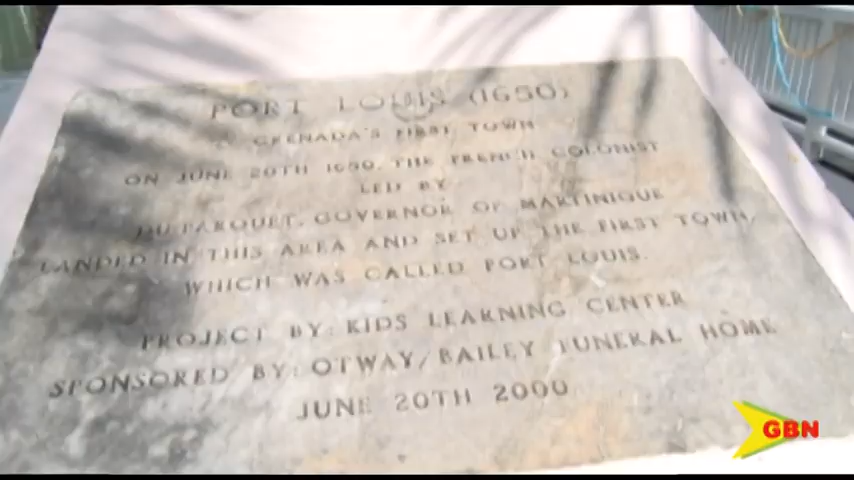 PORT LOUIS (1650)
GRENADA'S FIRST TOWN
ON JUNE 20TH 1650, THE FRENCH COLONIST
LED BY
DU PARQUET, GOVERNOR OF MARTINIQUE
LANDED IN THIS AREA AND SET UP THE FIRST TOWN,
WHICH WAS CALLED PORT LOUIS.
PROJECT BY: KIDS LEARNING CENTER
SPONSORED BY: OTWAY/BAILEY FUNERAL HOME
JUNE 20TH 2000
GBN